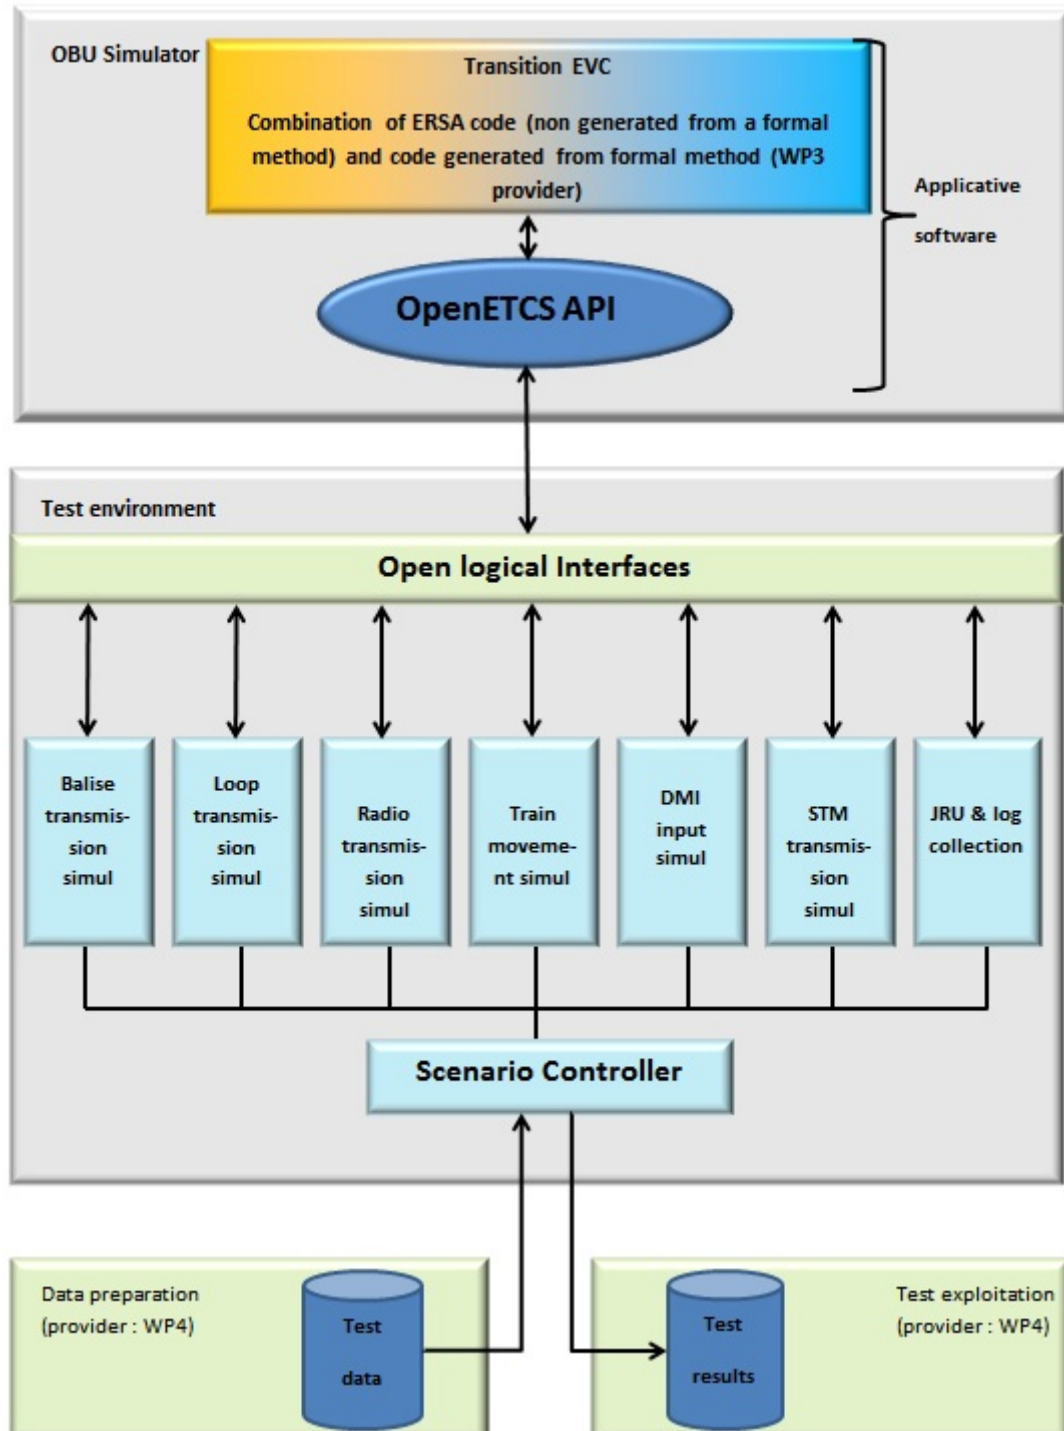 OBU Simulator
Transition EVC
Combination of ERSA code (non generated from a formal
method) and code generated from formal method (WP3
provider)
Applicative
software
OpenETCS API
Test environment
Open logical Interfaces
Balise
transmis-
sion
simul
Loop
transmis-
sion
simul
Radio
transmis-
sion
simul
Train
moveme-
nt simul
DMI
input
simul
STM
transmis-
sion
simul
JRU & log
collection
Scenario Controller
Data preparation
(provider : WP4)
Test
data
Test
results
Test exploitation
(provider : WP4)